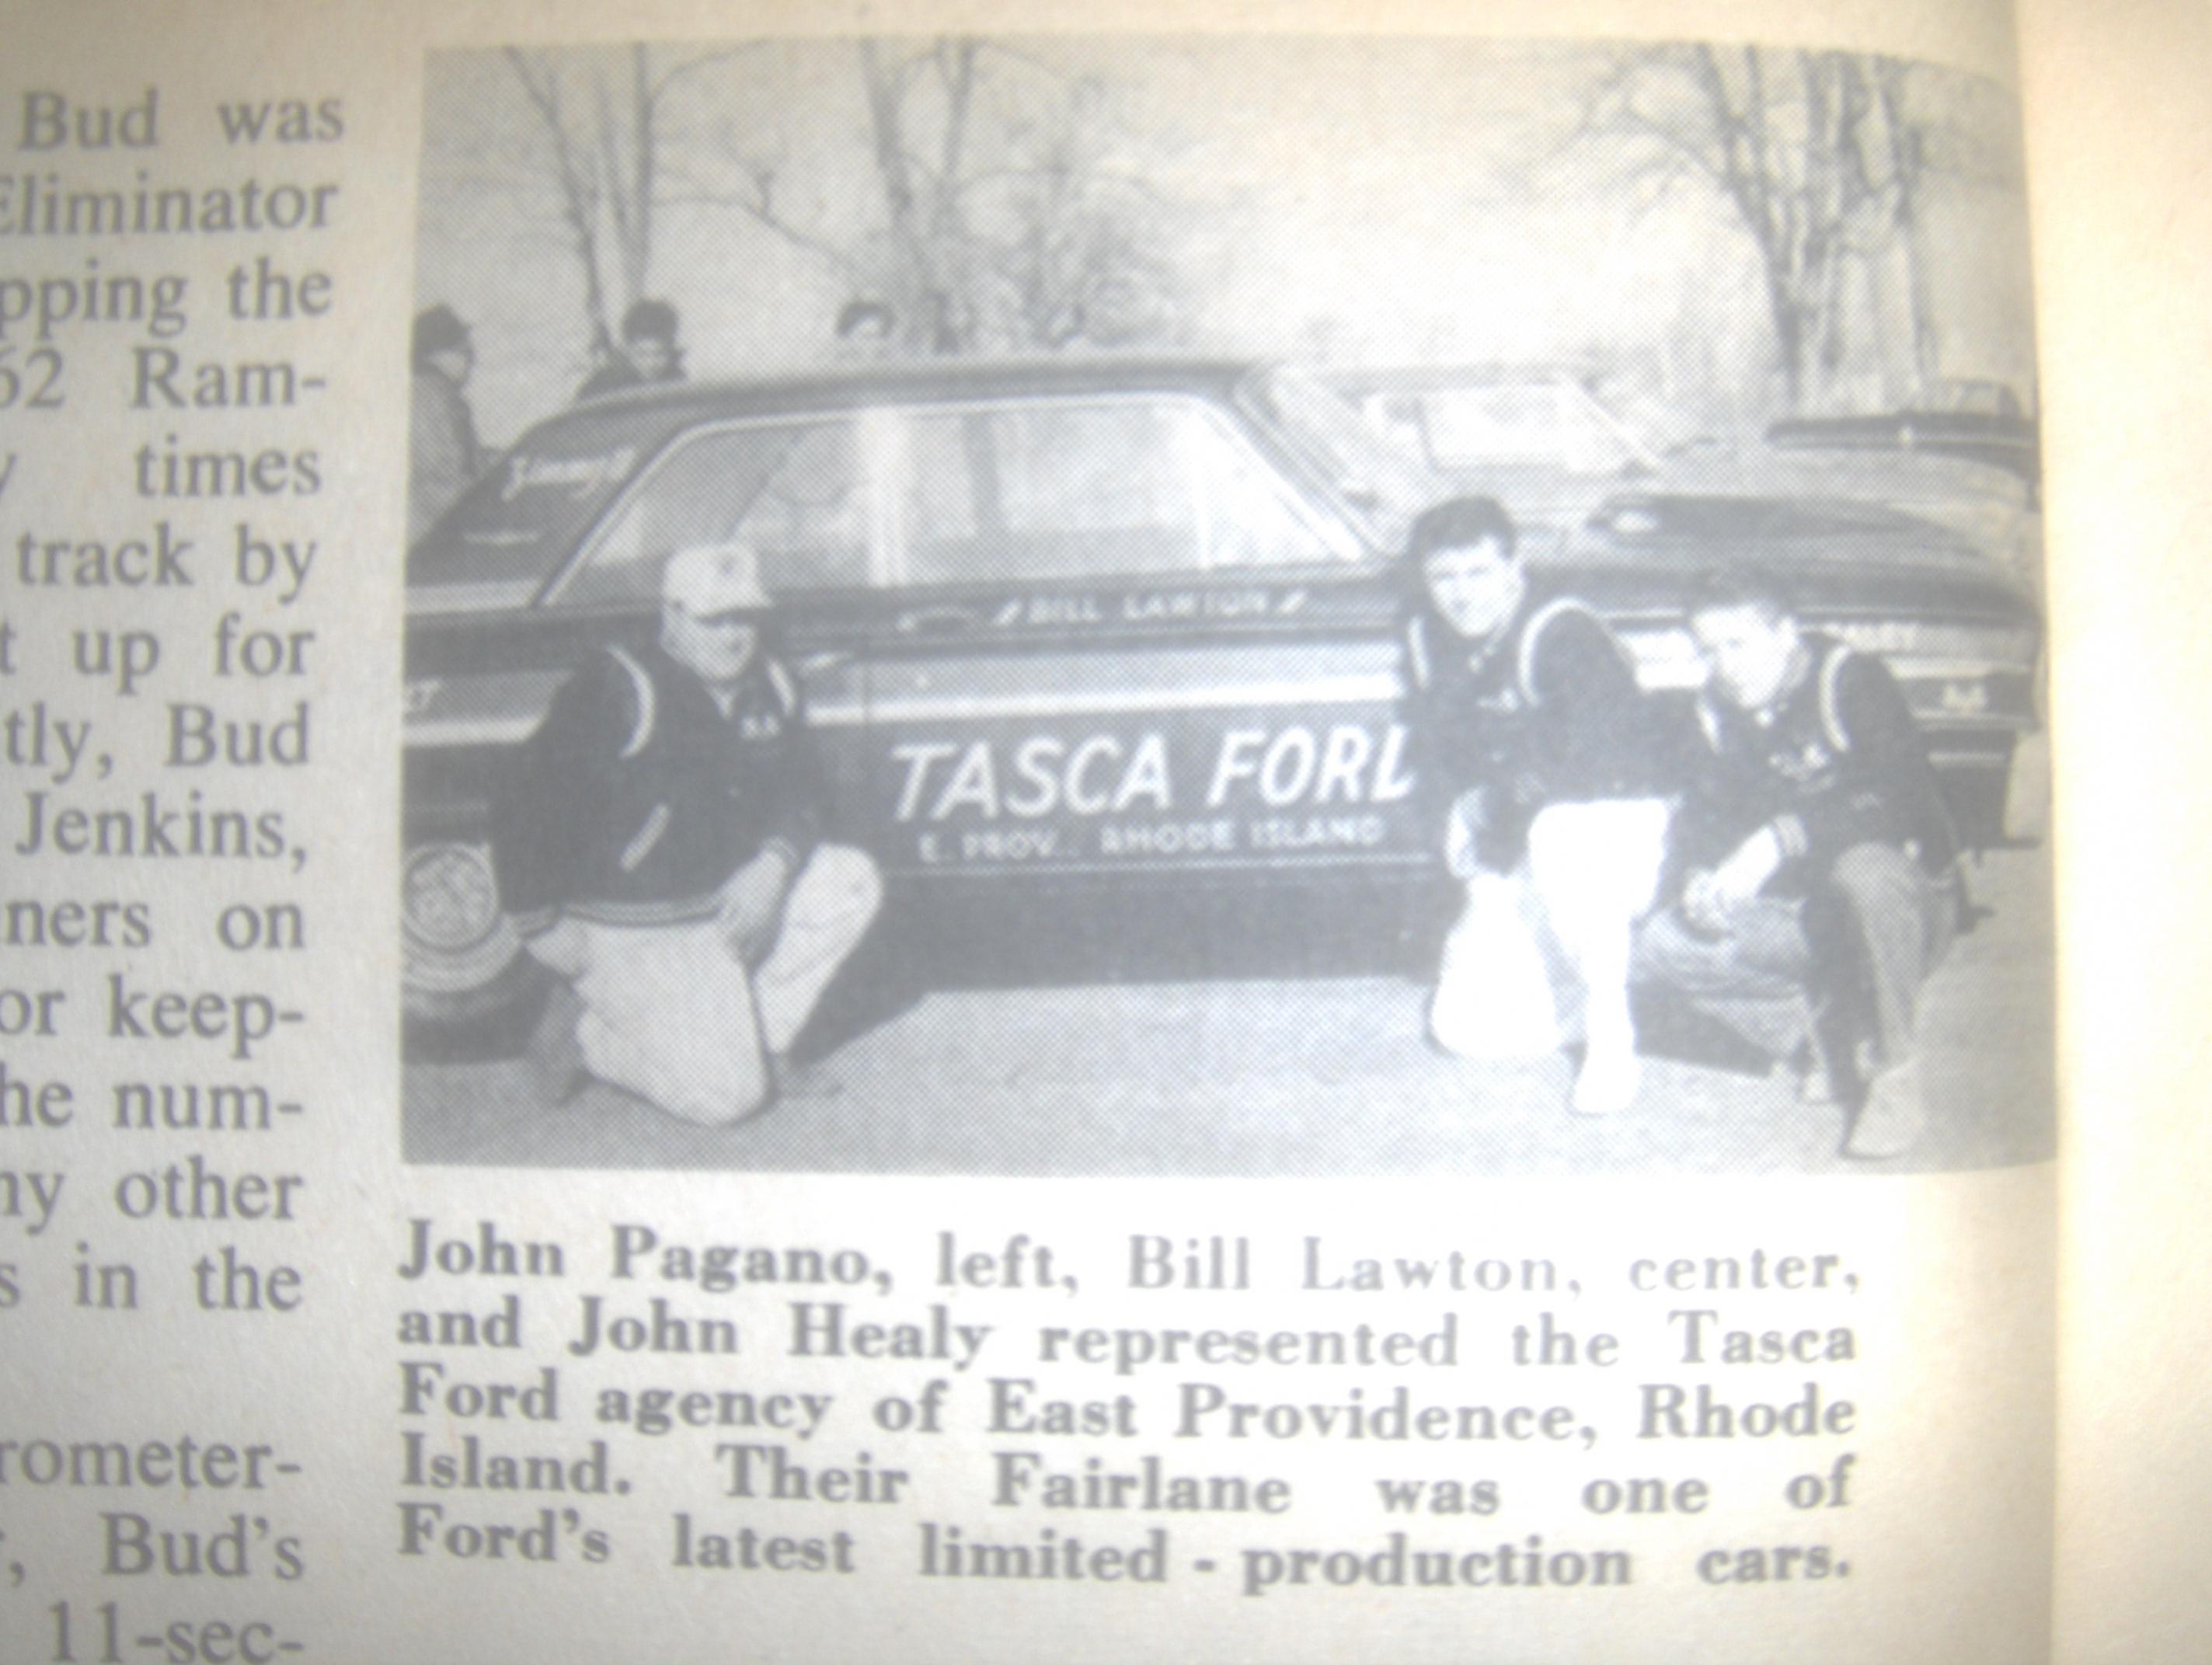 Bud was
Eliminator
pping the
62 Ram-
y times
track by
t up for
tly, Bud
Jenkins,
ners on
or keep-
he num-
ny other
s in the
rometer-
, Bud's
11-sec-
BILL LAWTON
TASCA FORD
E. PROV. RHODE ISLAND
John Pagano, left, Bill Lawton, center,
and John Healy represented the Tasca
Ford agency of East Providence, Rhode
Island. Their Fairlane was one of
Ford's latest limited - production cars.